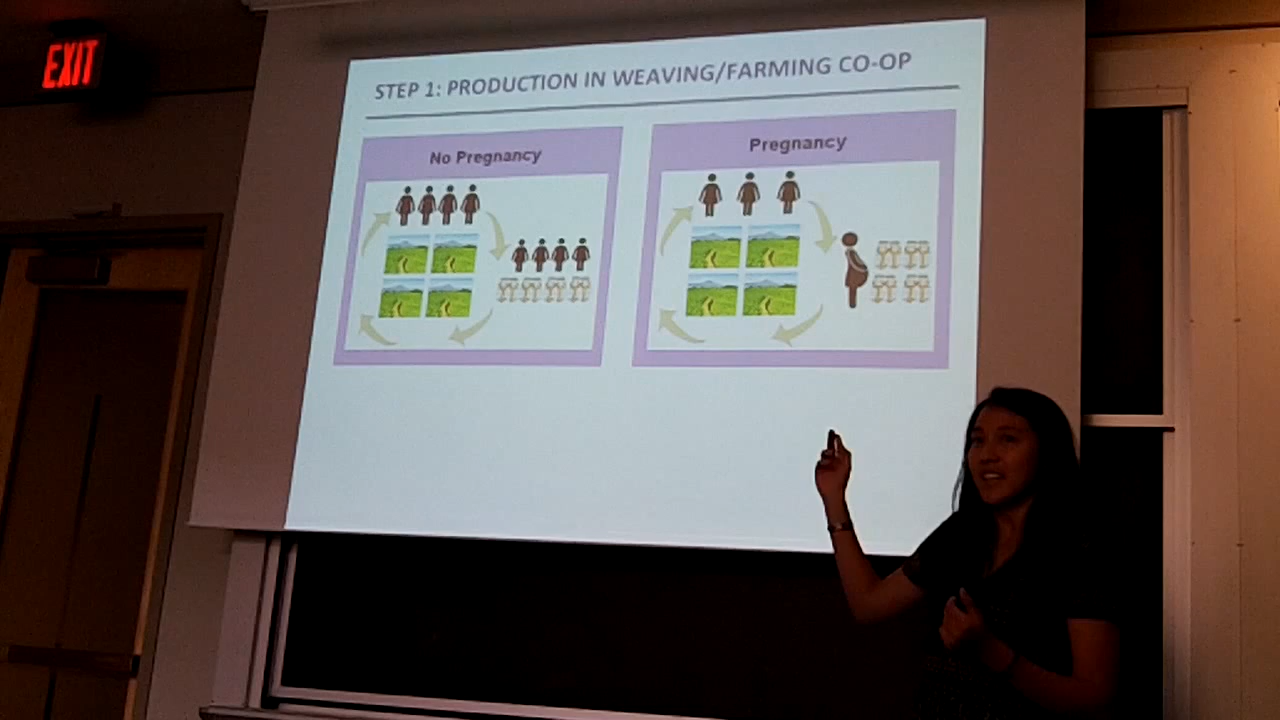 EXIT
STEP 1: PRODUCTION IN WEAVING/FARMING CO-OP
No Pregnancy
Pregnancy